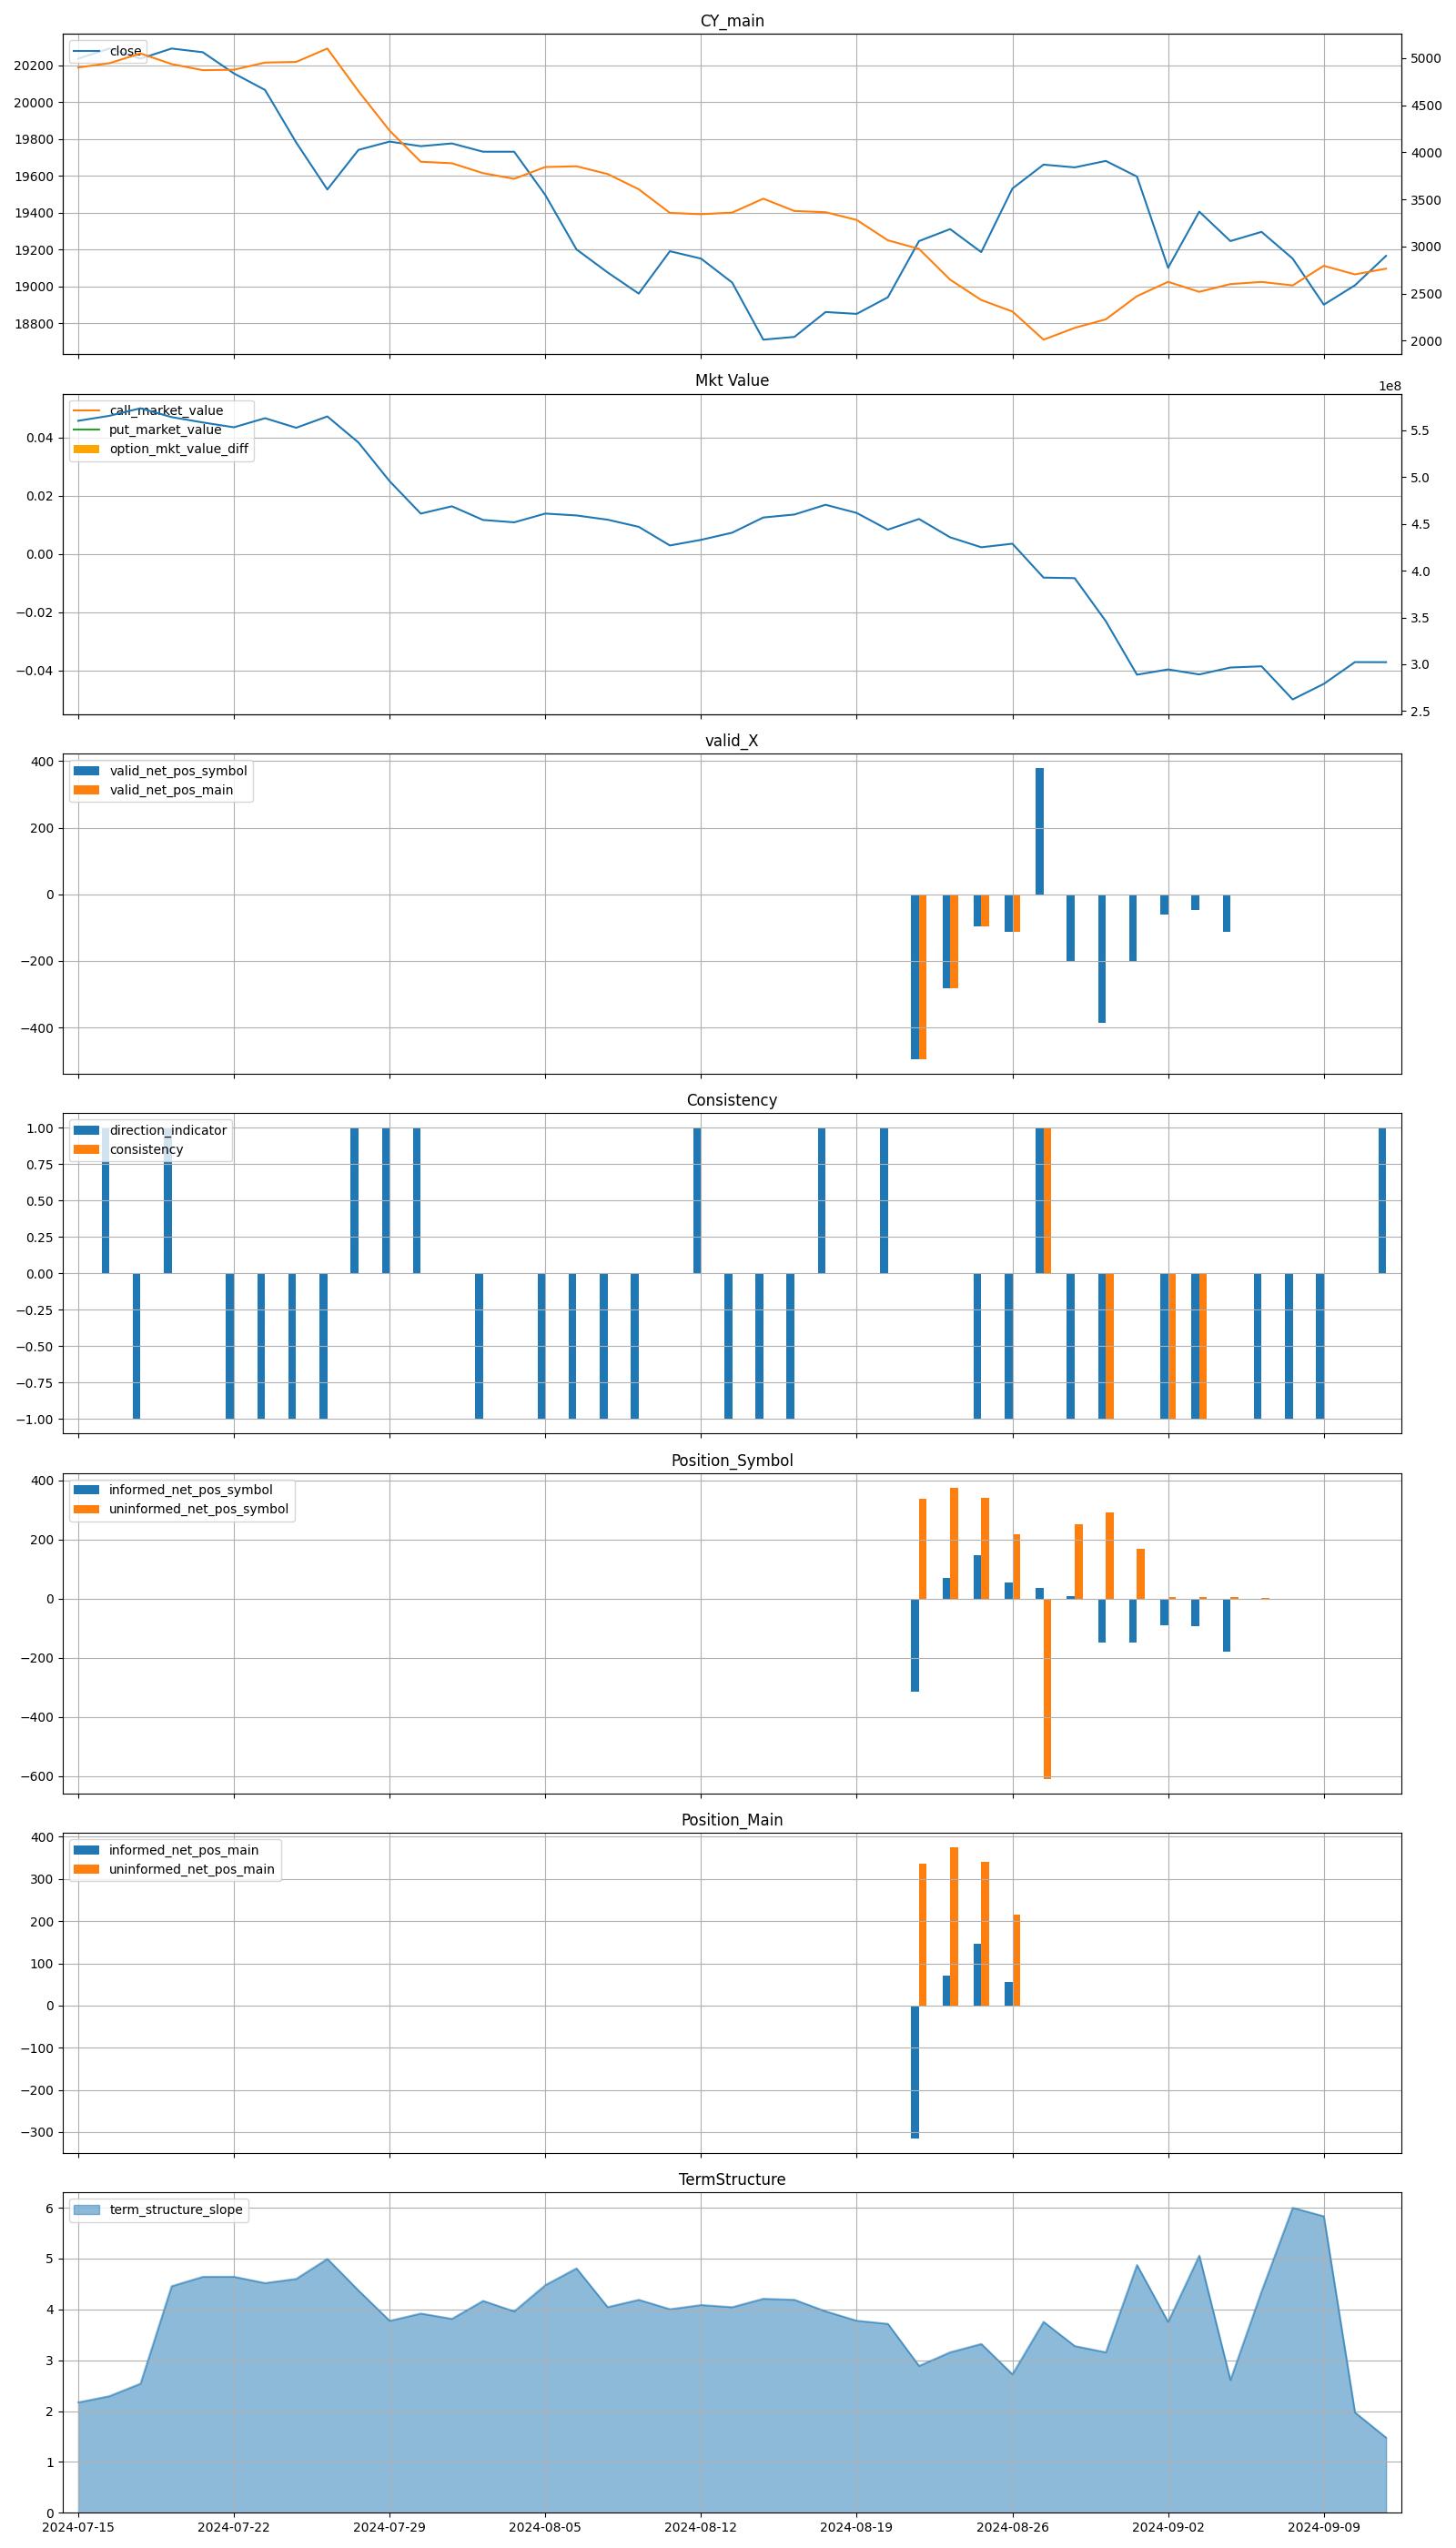 CY_main
close
20200
20000
19800
19600
19400
19200
19000
18800
5000
4500
4000
3500
3000
2500
2000
Mkt Value
1e8
call_market_value
put_market_value
option_mkt_value_diff
0.04
0.02
0.00
−0.02
−0.04
5.5
5.0
4.5
4.0
3.5
3.0
2.5
valid_X
valid_net_pos_symbol
valid_net_pos_main
400
200
0
−200
−400
Consistency
direction_indicator
consistency
1.00
0.75
0.50
0.25
0.00
−0.25
−0.50
−0.75
−1.00
Position_Symbol
informed_net_pos_symbol
uninformed_net_pos_symbol
400
200
0
−200
−400
−600
Position_Main
informed_net_pos_main
uninformed_net_pos_main
400
300
200
100
0
−100
−200
−300
TermStructure
term_structure_slope
6
5
4
3
2
1
0
2024-07-15 2024-07-22 2024-07-29 2024-08-05 2024-08-12 2024-08-19 2024-08-26 2024-09-02 2024-09-09